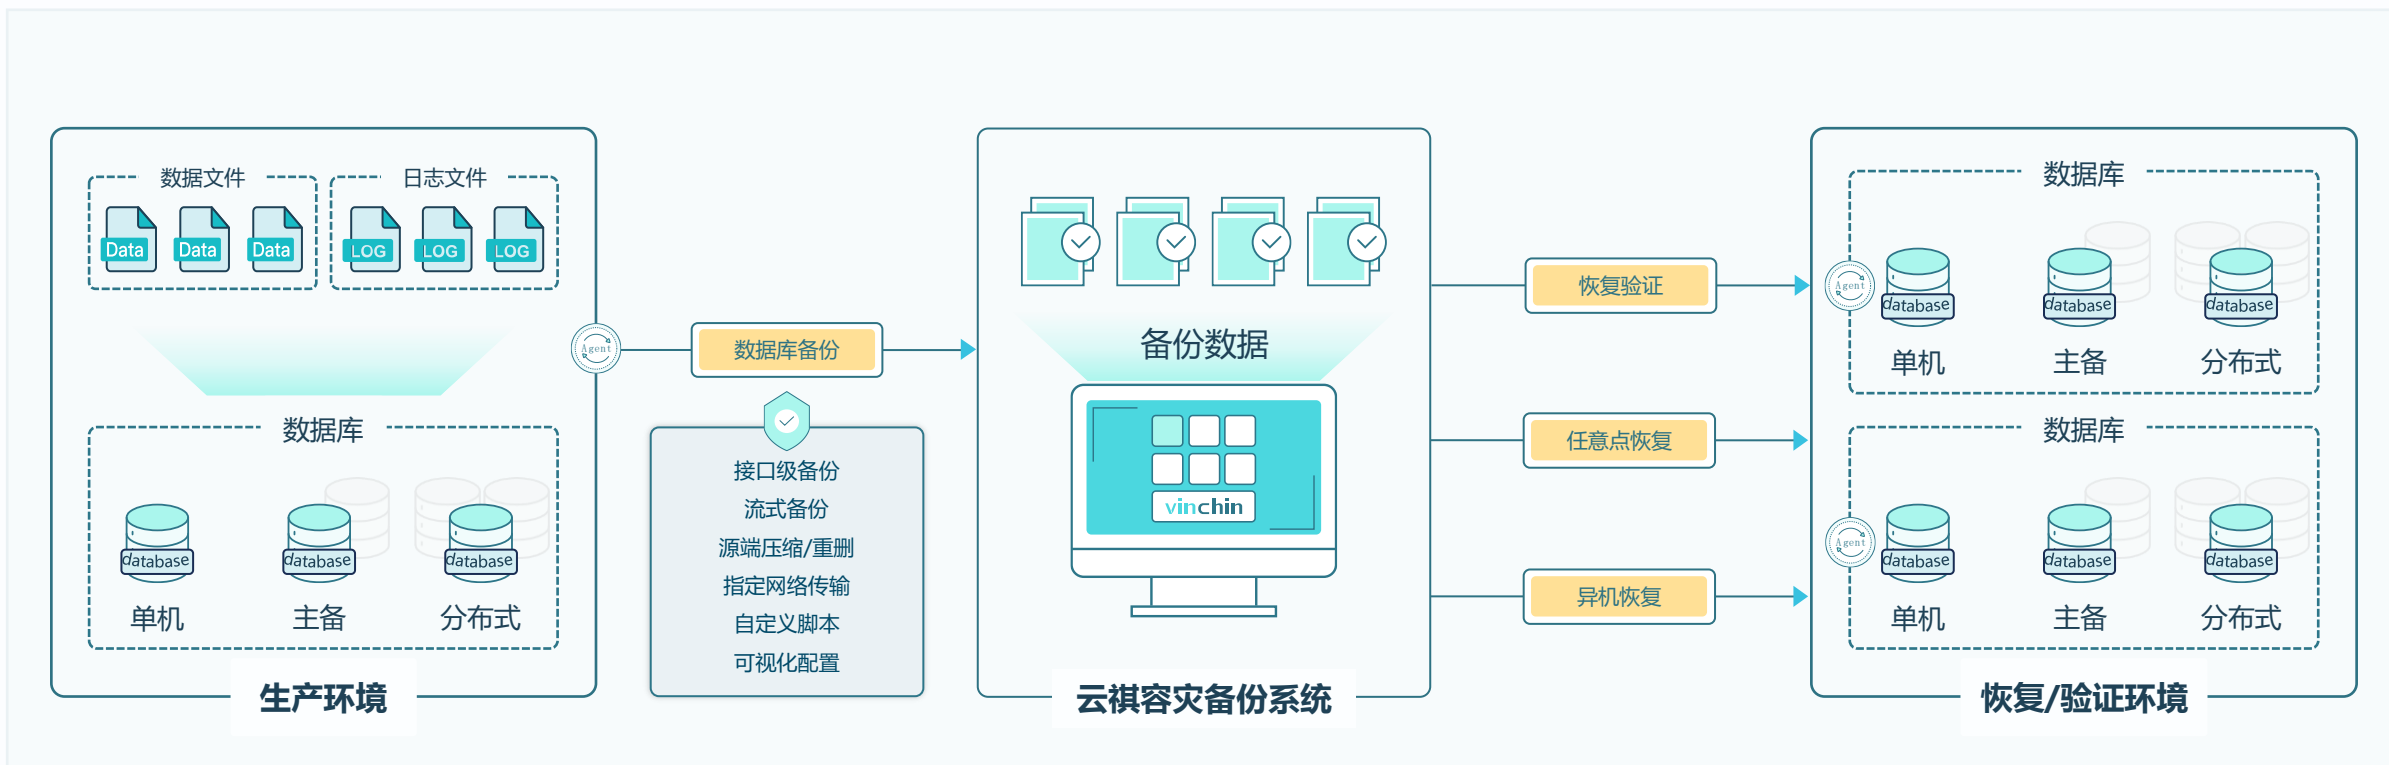 数据文件
日志文件
Data
Data
Data
LOG
LOG
LOG
数据库
database
database
database
单机
主备
分布式
生产环境
Agent
数据库备份
接口级备份
流式备份
源端压缩/重删
指定网络传输
自定义脚本
可视化配置
备份数据
vinchin
云祺容灾备份系统
恢复验证
任意点恢复
异机恢复
数据库
Agent
database
database
database
单机
主备
分布式
数据库
Agent
database
database
database
单机
主备
分布式
恢复/验证环境